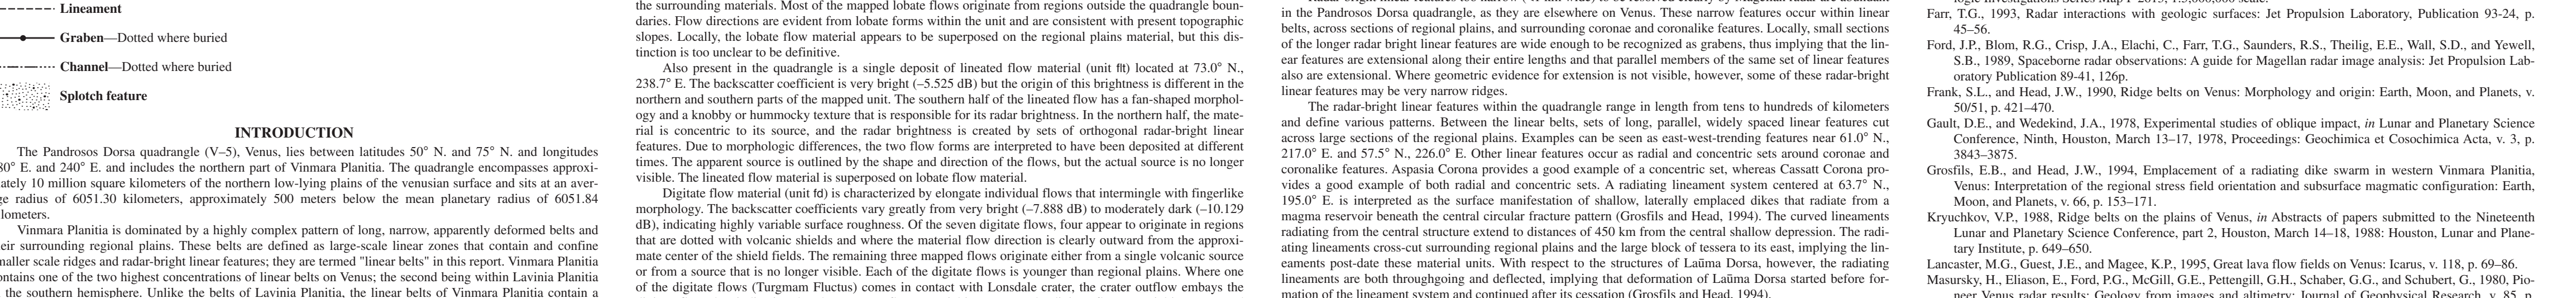 Lineament
Graben—Dotted where buried
Channel—Dotted where buried
Splotch feature
INTRODUCTION
The Pandrosos Dorsa quadrangle (V–5), Venus, lies between latitudes 50° N. and 75° N. and longitudes
E. and 240° E. and includes the northern part of Vinmara Planitia. The quadrangle encompasses approxi-
10 million square kilometers of the northern low-lying plains of the venusian surface and sits at an aver-
radius of 6051.30 kilometers, approximately 500 meters below the mean planetary radius of 6051.84
lometers.
Vinmara Planitia is dominated by a highly complex pattern of long, narrow, apparently deformed belts and
eir surrounding regional plains. These belts are defined as large-scale linear zones that contain and confine
maller scale ridges and radar-bright linear features; they are termed "linear belts" in this report. Vinmara Planitia
ontains one of the two highest concentrations of linear belts on Venus; the second being within Lavinia Planitia
the southern hemisphere. Unlike the belts of Lavinia Planitia, the linear belts of Vinmara Planitia contain a
the surrounding materials. Most of the mapped lobate flows originate from regions outside the quadrangle boun-
daries. Flow directions are evident from lobate forms within the unit and are consistent with present topographic
slopes. Locally, the lobate flow material appears to be superposed on the regional plains material, but this dis-
tinction is too unclear to be definitive.
Also present in the quadrangle is a single deposit of lineated flow material (unit flt) located at 73.0° N.,
238.7° E. The backscatter coefficient is very bright (–5.525 dB) but the origin of this brightness is different in the
northern and southern parts of the mapped unit. The southern half of the lineated flow has a fan-shaped morphol-
ogy and a knobby or hummocky texture that is responsible for its radar brightness. In the northern half, the mate-
rial is concentric to its source, and the radar brightness is created by sets of orthogonal radar-bright linear
features. Due to morphologic differences, the two flow forms are interpreted to have been deposited at different
times. The apparent source is outlined by the shape and direction of the flows, but the actual source is no longer
visible. The lineated flow material is superposed on lobate flow material.
Digitate flow material (unit fd) is characterized by elongate individual flows that intermingle with fingerlike
morphology. The backscatter coefficients vary greatly from very bright (–7.888 dB) to moderately dark (–10.129
dB), indicating highly variable surface roughness. Of the seven digitate flows, four appear to originate in regions
that are dotted with volcanic shields and where the material flow direction is clearly outward from the approxi-
mate center of the shield fields. The remaining three mapped flows originate either from a single volcanic source
or from a source that is no longer visible. Each of the digitate flows is younger than regional plains. Where one
of the digitate flows (Turgmam Fluctus) comes in contact with Lonsdale crater, the crater outflow embays the
in the Pandrosos Dorsa quadrangle, as they are elsewhere on Venus. These narrow features occur within linear
belts, across sections of regional plains, and surrounding coronae and coronalike features. Locally, small sections
of the longer radar bright linear features are wide enough to be recognized as grabens, thus implying that the lin-
ear features are extensional along their entire lengths and that parallel members of the same set of linear features
also are extensional. Where geometric evidence for extension is not visible, however, some of these radar-bright
linear features may be very narrow ridges.
The radar-bright linear features within the quadrangle range in length from tens to hundreds of kilometers
and define various patterns. Between the linear belts, sets of long, parallel, widely spaced linear features cut
across large sections of the regional plains. Examples can be seen as east-west-trending features near 61.0° N.,
217.0° E. and 57.5° N., 226.0° E. Other linear features occur as radial and concentric sets around coronae and
coronalike features. Aspasia Corona provides a good example of a concentric set, whereas Cassatt Corona pro-
vides a good example of both radial and concentric sets. A radiating lineament system centered at 63.7° N.,
195.0° E. is interpreted as the surface manifestation of shallow, laterally emplaced dikes that radiate from a
magma reservoir beneath the central circular fracture pattern (Grosfils and Head, 1994). The curved lineaments
radiating from the central structure extend to distances of 450 km from the central shallow depression. The radi-
ating lineaments cross-cut surrounding regional plains and the large block of tessera to its east, implying the lin-
eaments post-date these material units. With respect to the structures of Laūma Dorsa, however, the radiating
lineaments are both throughgoing and deflected, implying that deformation of Laūma Dorsa started before for-
mation of the lineament system and continued after its cessation (Grosfils and Head, 1994).
Farr, T.G., 1993, Radar interactions with geologic surfaces: Jet Propulsion Laboratory, Publication 93-24, p.
45–56.
Ford, J.P., Blom, R.G., Crisp, J.A., Elachi, C., Farr, T.G., Saunders, R.S., Theilig, E.E., Wall, S.D., and Yewell,
S.B., 1989, Spaceborne radar observations: A guide for Magellan radar image analysis: Jet Propulsion Lab-
oratory Publication 89-41, 126p.
Frank, S.L., and Head, J.W., 1990, Ridge belts on Venus: Morphology and origin: Earth, Moon, and Planets, v.
50/51, p. 421–470.
Gault, D.E., and Wedekind, J.A., 1978, Experimental studies of oblique impact, in Lunar and Planetary Science
Conference, Ninth, Houston, March 13–17, 1978, Proceedings: Geochimica et Cosochimica Acta, v. 3, p.
3843–3875.
Grosfils, E.B., and Head, J.W., 1994, Emplacement of a radiating dike swarm in western Vinmara Planitia,
Venus: Interpretation of the regional stress field orientation and subsurface magmatic configuration: Earth,
Moon, and Planets, v. 66, p. 153–171.
Kryuchkov, V.P., 1988, Ridge belts on the plains of Venus, in Abstracts of papers submitted to the Nineteenth
Lunar and Planetary Science Conference, part 2, Houston, March 14–18, 1988: Houston, Lunar and Plane-
tary Institute, p. 649–650.
Lancaster, M.G., Guest, J.E., and Magee, K.P., 1995, Great lava flow fields on Venus: Icarus, v. 118, p. 69–86.
Masursky, H., Eliason, E., Ford, P.G., McGill, G.E., Pettengill, G.H., Schaber, G.G., and Schubert, G., 1980, Pio-
neer Venus radar results: Geology from images and altimetry: Journal of Geophysical Research, v. 85, p.